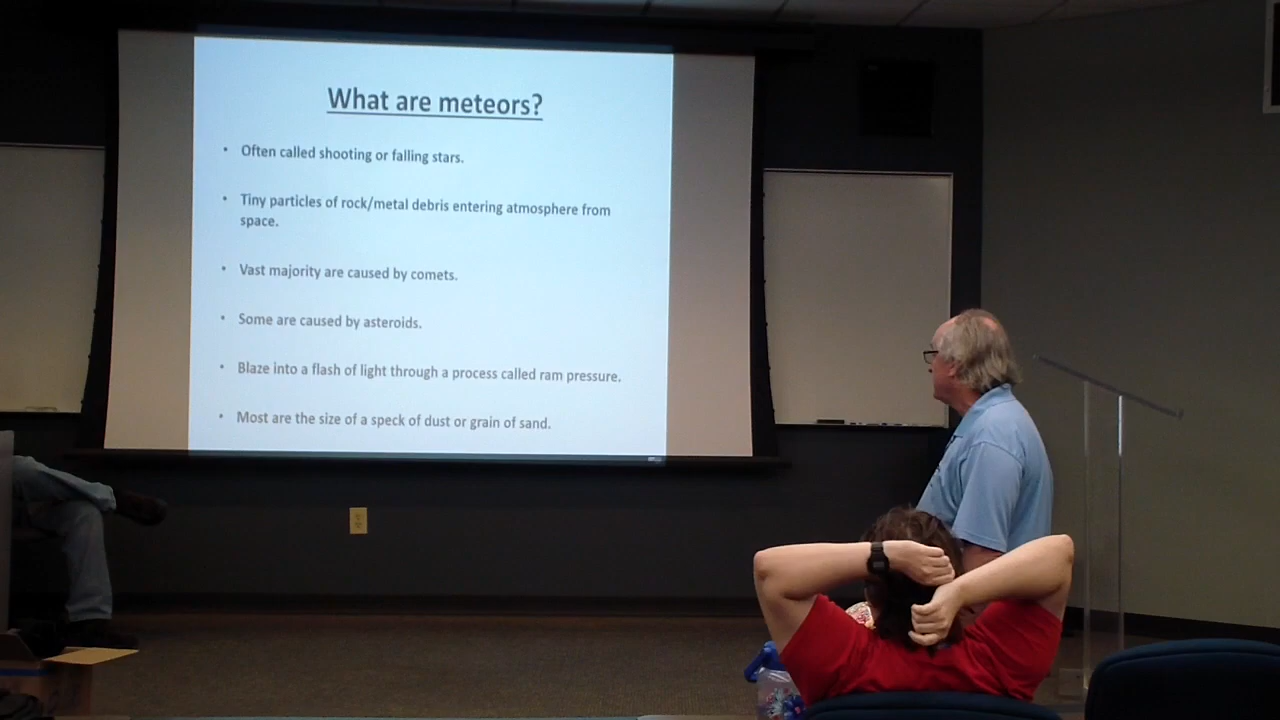 What are meteors?
• Often called shooting or falling stars.
• Tiny particles of rock/metal debris entering atmosphere from
space.
• Vast majority are caused by comets.
• Some are caused by asteroids.
• Blaze into a flash of light through a process called ram pressure.
• Most are the size of a speck of dust or grain of sand.